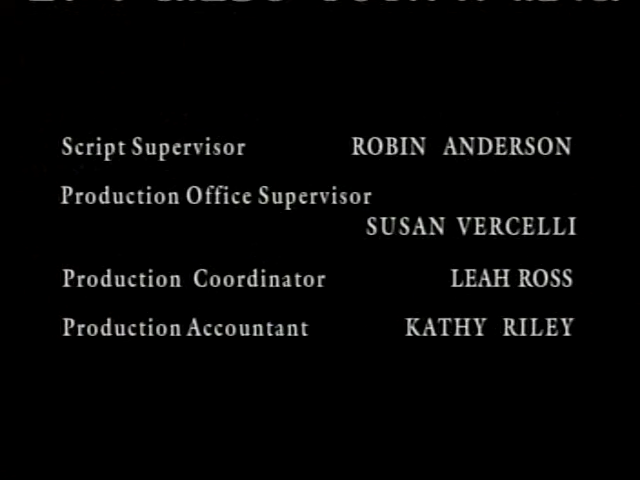 Script Supervisor ROBIN ANDERSON
Production Office Supervisor
SUSAN VERCELLI
Production Coordinator LEAH ROSS
Production Accountant KATHY RILEY